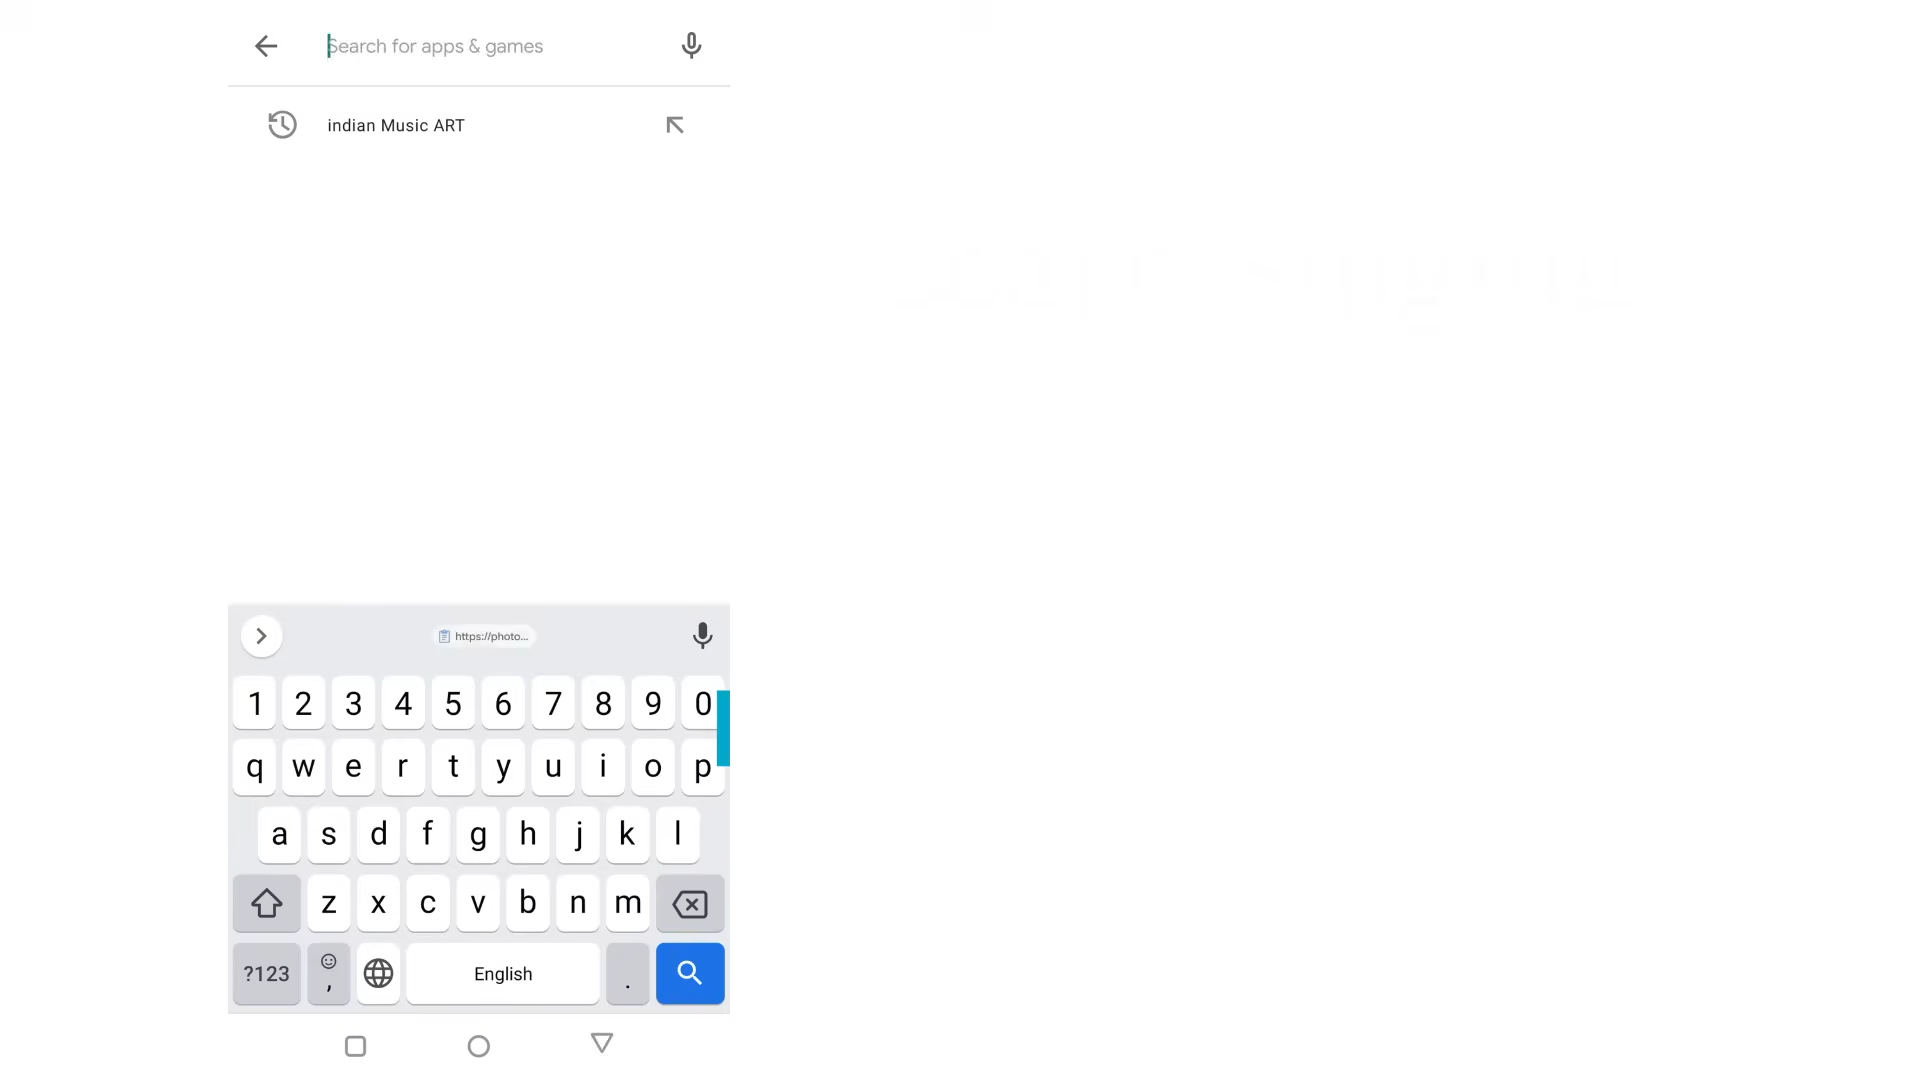 Search for apps & games
indian Music ART
https://photo...
1 2 3 4 5 6 7 8 9 0
q w e r t y u i o p
a s d f g h j k l
z x c v b n m
?123 , English .